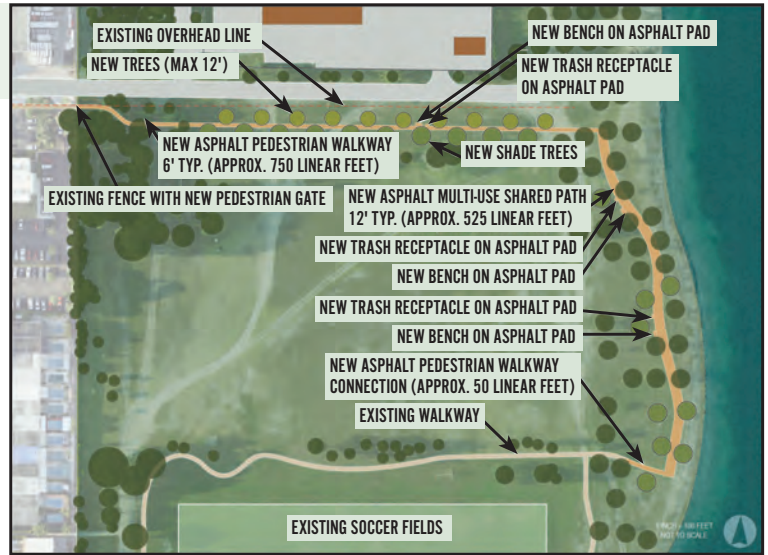 EXISTING OVERHEAD LINE
NEW TREES (MAX 12')
NEW BENCH ON ASPHALT PAD
NEW TRASH RECEPTACLE
ON ASPHALT PAD
NEW ASPHALT PEDESTRIAN WALKWAY
6' TYP. (APPROX. 750 LINEAR FEET)
NEW SHADE TREES
EXISTING FENCE WITH NEW PEDESTRIAN GATE
NEW ASPHALT MULTI-USE SHARED PATH
12' TYP. (APPROX. 525 LINEAR FEET)
NEW TRASH RECEPTACLE ON ASPHALT PAD
NEW BENCH ON ASPHALT PAD
NEW TRASH RECEPTACLE ON ASPHALT PAD
NEW BENCH ON ASPHALT PAD
NEW ASPHALT PEDESTRIAN WALKWAY
CONNECTION (APPROX. 50 LINEAR FEET)
EXISTING WALKWAY
EXISTING SOCCER FIELDS
FEET
NOT TO SCALE